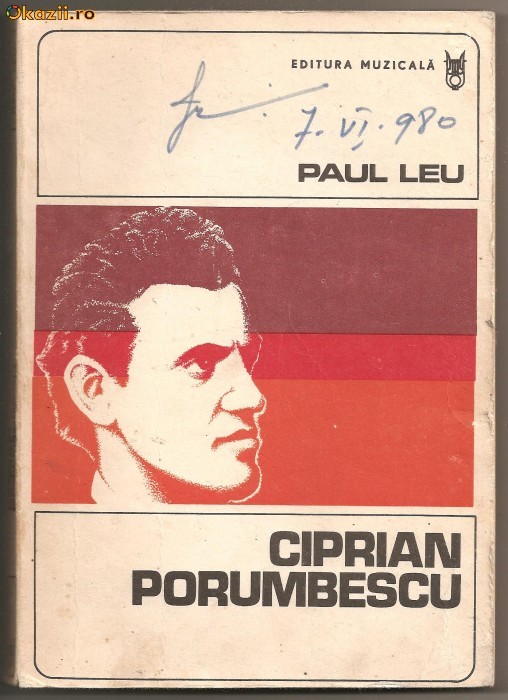 Okazii.ro
EDITURA MUZICALĂ
7. VI. 980
PAUL LEU
CIPRIAN
PORUMBESCU